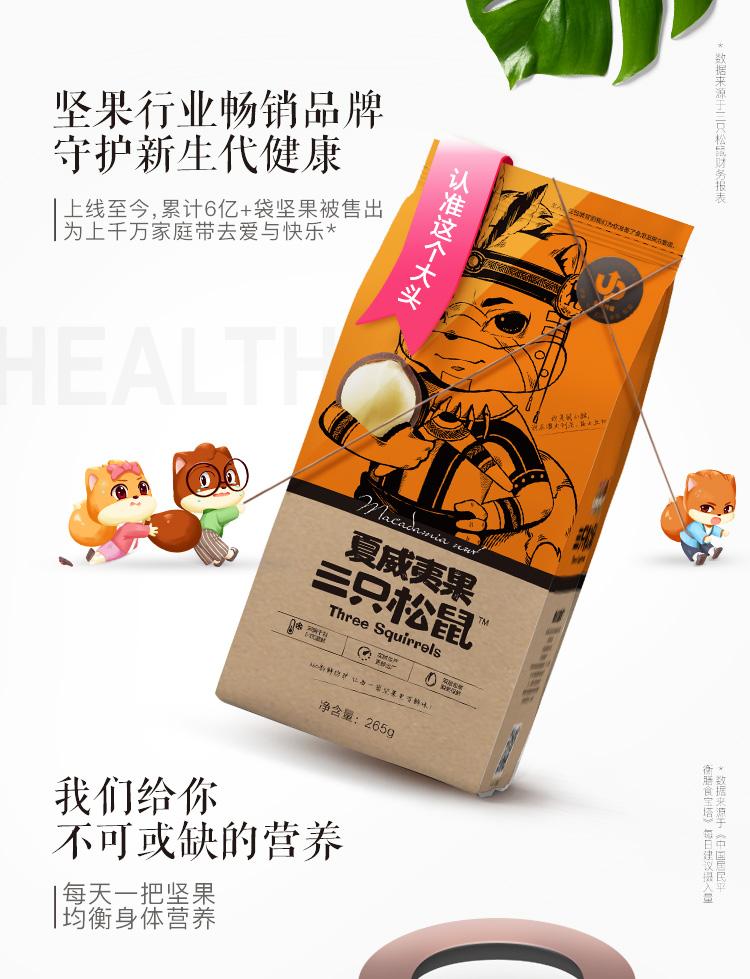 坚果行业畅销品牌
守护新生代健康
上线至今,累计6亿+袋坚果被售出
为上千万家庭带去爱与快乐*
*数据来源于三只松鼠财务报表
认准这个大头
HEALTH
Macadamia nut
夏威夷果
三只松鼠™
Three Squirrels
净含量: 265g
我们给你
不可或缺的营养
每天一把坚果
均衡身体营养
*数据来源于《中国居民平
衡膳食宝塔》每日建议摄入量